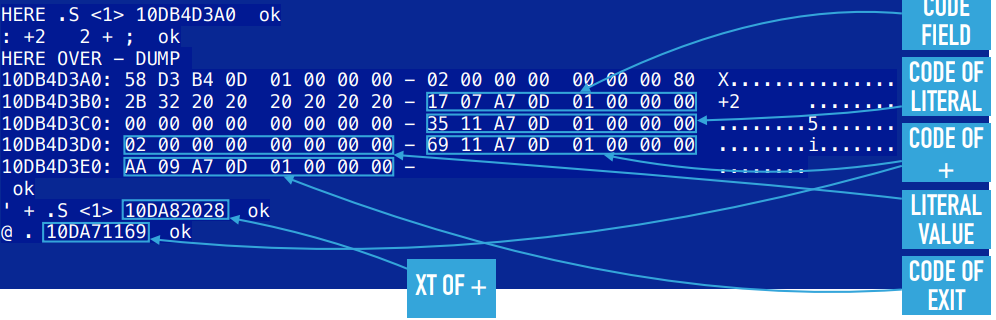 HERE .S <1> 10DB4D3A0  ok
: +2   2 + ;  ok
HERE OVER – DUMP
10DB4D3A0: 58 D3 B4 0D  01 00 00 00 – 02 00 00 00  00 00 00 80  X...............
10DB4D3B0: 2B 32 20 20  20 20 20 20 – 17 07 A7 0D  01 00 00 00  +2      ........
10DB4D3C0: 00 00 00 00  00 00 00 00 – 35 11 A7 0D  01 00 00 00  ........5.......
10DB4D3D0: 02 00 00 00  00 00 00 00 – 69 11 A7 0D  01 00 00 00  ........i.......
10DB4D3E0: AA 09 A7 0D  01 00 00 00 –                           ........
ok
' + .S <1> 10DA82028  ok
@ . 10DA71169  ok
CODE
FIELD
CODE OF
LITERAL
CODE OF
+
LITERAL
VALUE
CODE OF
EXIT
XT OF +